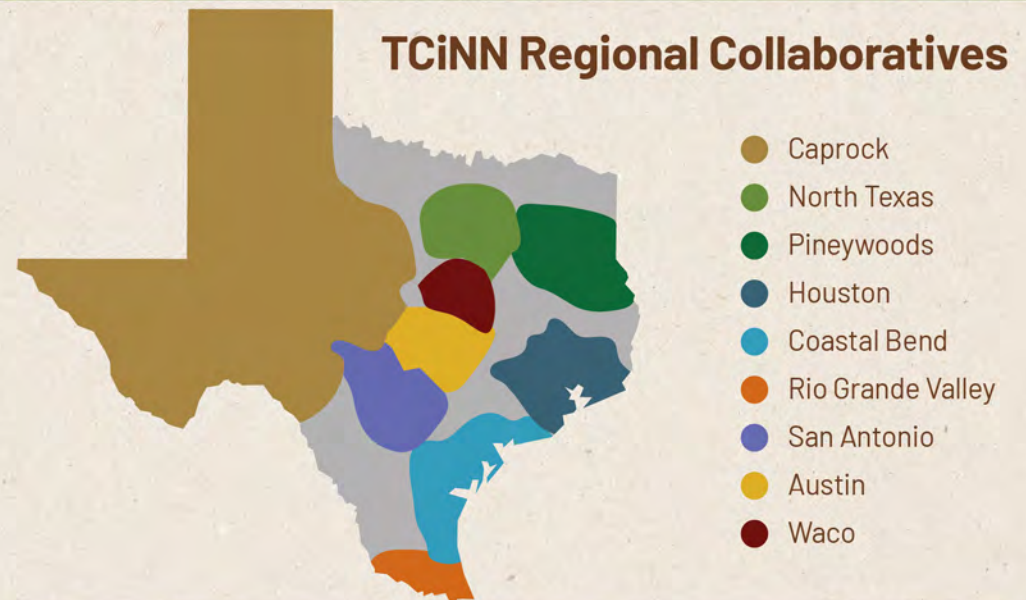 TCiNN Regional Collaboratives
Caprock
North Texas
Pineywoods
Houston
Coastal Bend
Rio Grande Valley
San Antonio
Austin
Waco